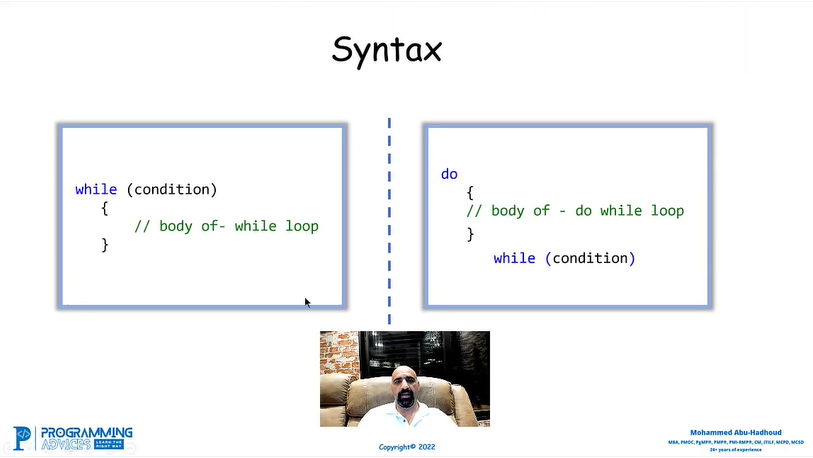 Syntax
while (condition)
{
// body of- while loop
}
do
{
// body of - do while loop
}
while (condition)
PROGRAMMING
ADVICES LEARN THE RIGHT WAY
Copyright© 2022
Mohammed Abu-Hadhoud
MBA, PMOC, PgMP®, PMP®, PMI-RMP®, CM, ITILF, MCPD, MCSD
26+ years of experience